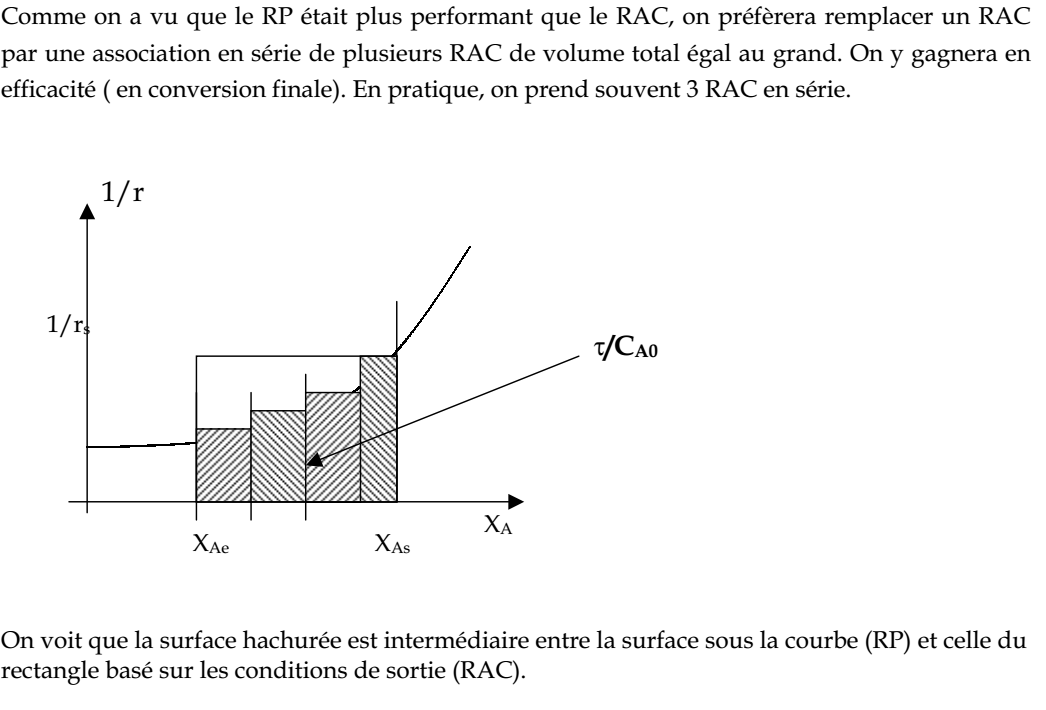 Comme on a vu que le RP était plus performant que le RAC, on préfèrera remplacer un RAC
par une association en série de plusieurs RAC de volume total égal au grand. On y gagnera en
efficacité ( en conversion finale). En pratique, on prend souvent 3 RAC en série.
1/r
1/rs
τ/CA0
XA
XAe
XAs
On voit que la surface hachurée est intermédiaire entre la surface sous la courbe (RP) et celle du
rectangle basé sur les conditions de sortie (RAC).